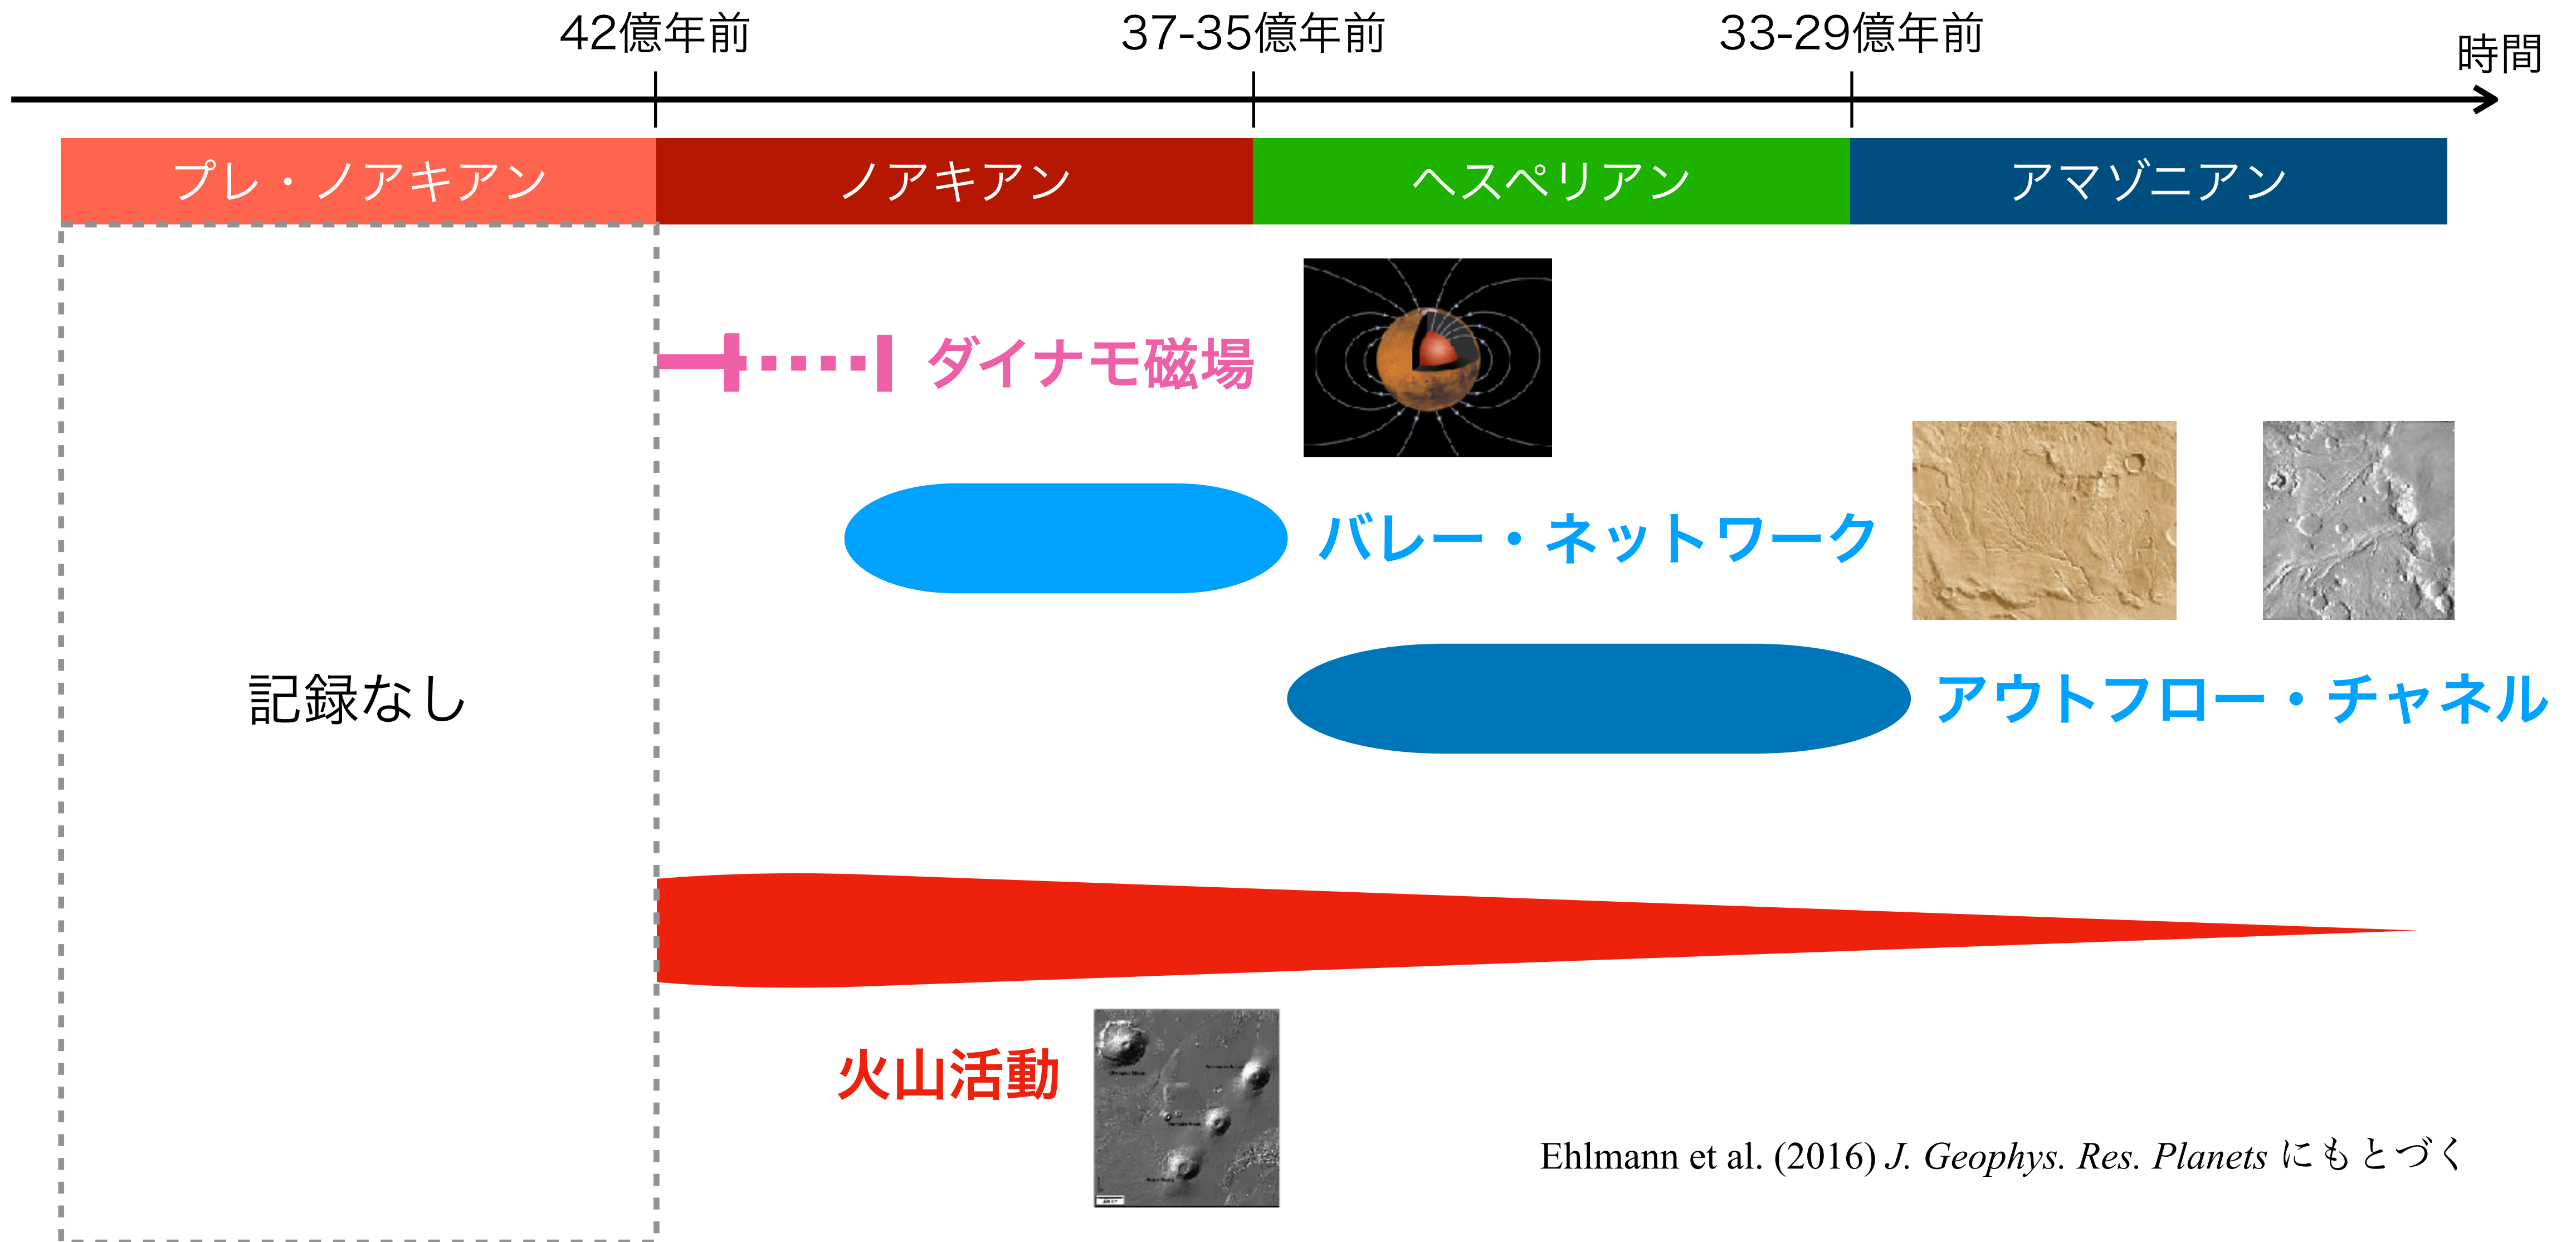 42億年前
37-35億年前
33-29億年前
時間
プレ・ノアキアン
ノアキアン
ヘスペリアン
アマゾニアン
ダイナモ磁場
バレー・ネットワーク
記録なし
アウトフロー・チャネル
火山活動
Ehlmann et al. (2016) J. Geophys. Res. Planets にもとづく